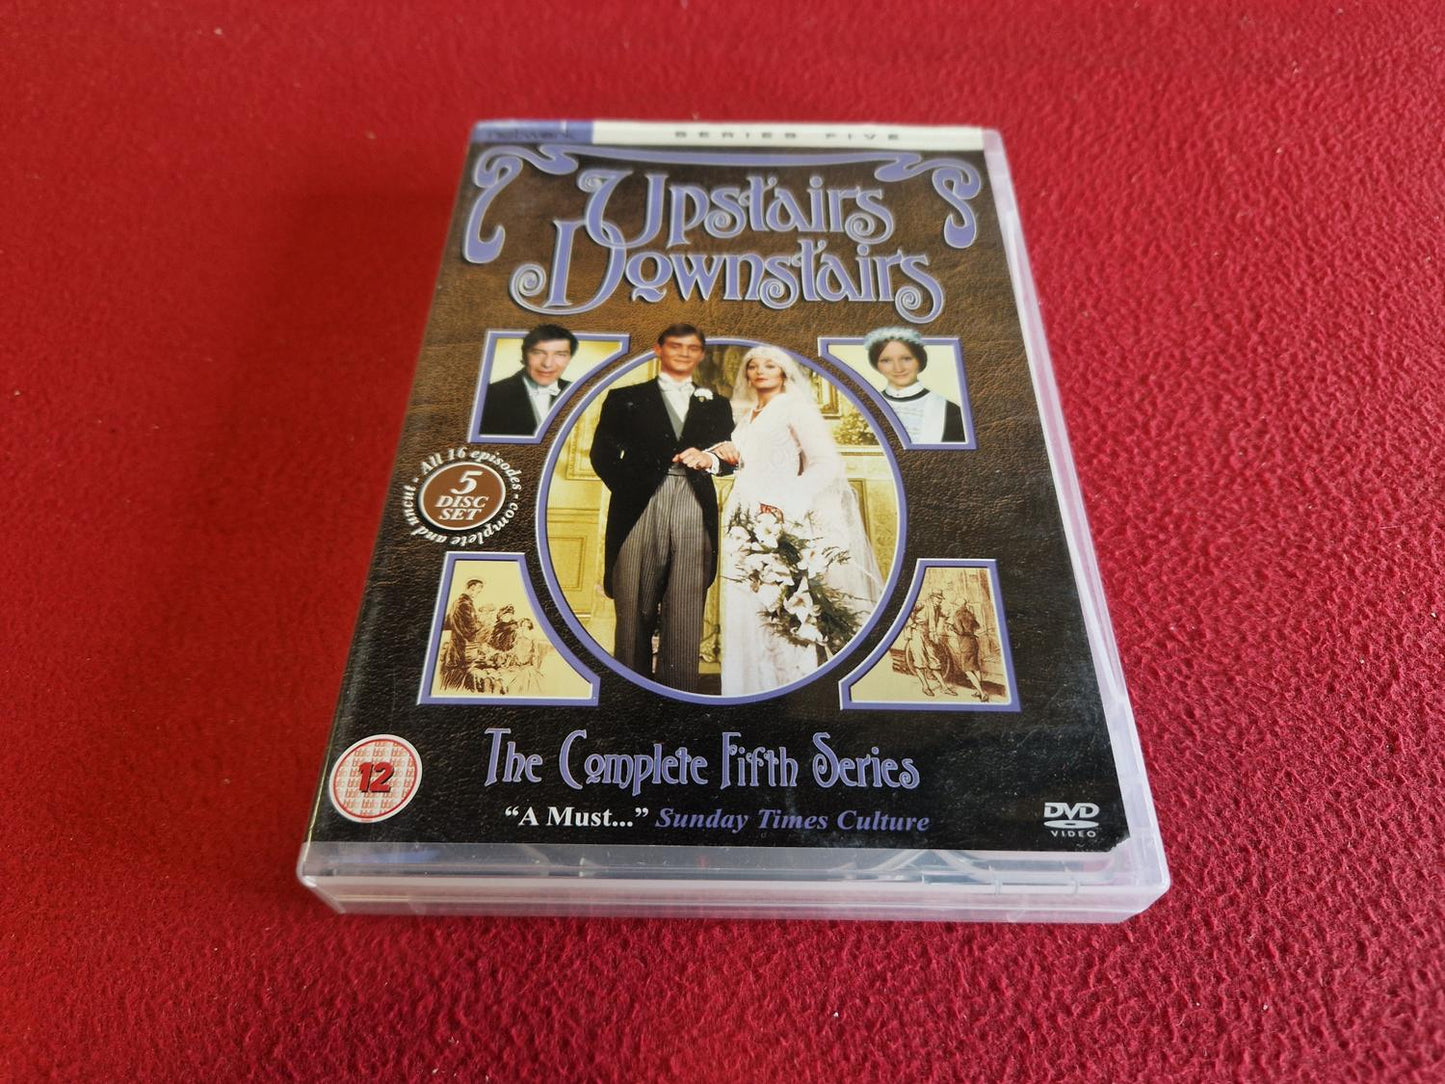 network
SERIES FIVE
Upstairs
Downstairs
All 16 episodes - complete and uncut -
5
DISC
SET
The Complete Fifth Series
12
“A Must...” Sunday Times Culture
DVD
VIDEO